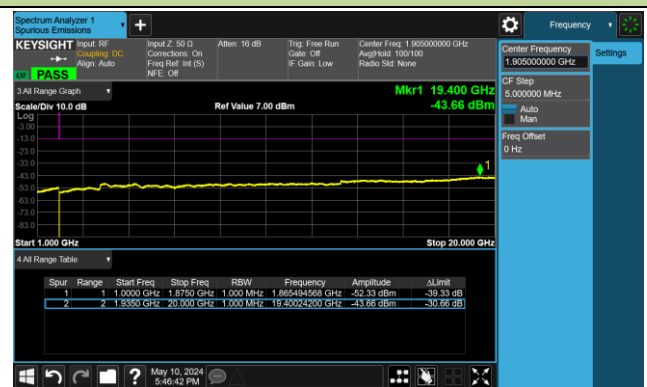 Spectrum Analyzer 1
Spurious Emissions
Frequency
KEYSIGHT
Input: RF
Coupling: DC
Align: Auto
Input Z: 50 Ω
Corrections: On
Freq Ref: Int (S)
NFE: Off
Atten: 16 dB
Trig: Free Run
Gate: Off
IF Gain: Low
Center Freq: 1.905000000 GHz
Avg|Hold: 100/100
Radio Std: None
PASS
Center Frequency
1.905000000 GHz
Settings
CF Step
5.000000 MHz
Auto
Man
Freq Offset
0 Hz
3 All Range Graph
Mkr1 19.400 GHz
Scale/Div 10.0 dB
Ref Value 7.00 dBm
-43.66 dBm
Log
-3.00
-13.0
-23.0
-33.0
-43.0
-53.0
-63.0
-73.0
-83.0
1
Start 1.000 GHz
Stop 20.000 GHz
4 All Range Table
Spur Range Start Freq Stop Freq RBW Frequency Amplitude ΔLimit
1 1 1.0000 GHz 1.8750 GHz 1.000 MHz 1.865494568 GHz -52.33 dBm -39.33 dB
2 2 1.9350 GHz 20.000 GHz 1.000 MHz 19.40024200 GHz -43.66 dBm -30.66 dB
?
May 10, 2024
5:46:42 PM